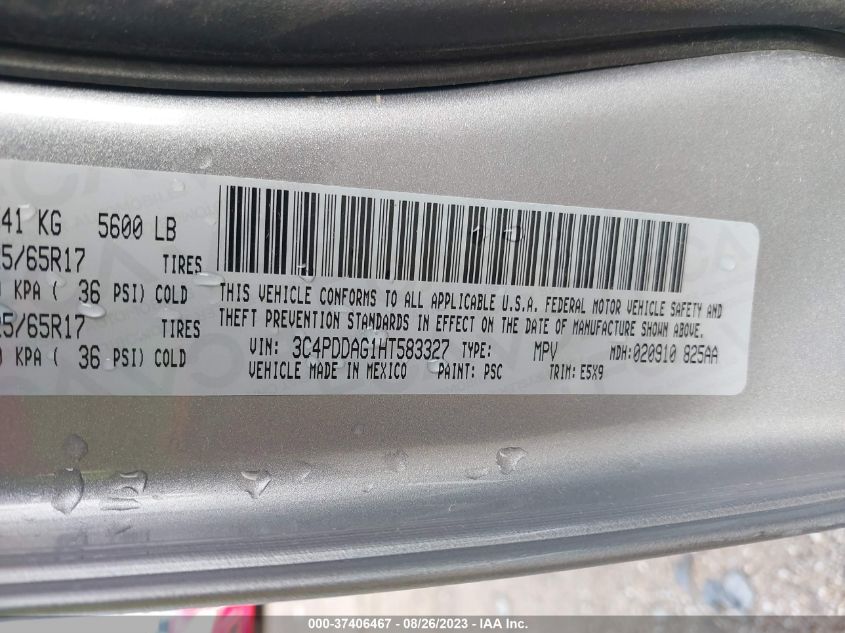 41 KG 5600 LB
5/65R17 TIRES
KPA ( 36 PSI) COLD
5/65R17 TIRES
KPA ( 36 PSI) COLD
THIS VEHICLE CONFORMS TO ALL APPLICABLE U.S.A. FEDERAL MOTOR VEHICLE SAFETY AND
THEFT PREVENTION STANDARDS IN EFFECT ON THE DATE OF MANUFACTURE SHOWN ABOVE.
VIN: 3C4PDDAG1HT583327 TYPE: MPV MDH:020910 825AA
VEHICLE MADE IN MEXICO PAINT: PSC TRIM: E5X9
000-37406467 - 08/26/2023 - IAA Inc.